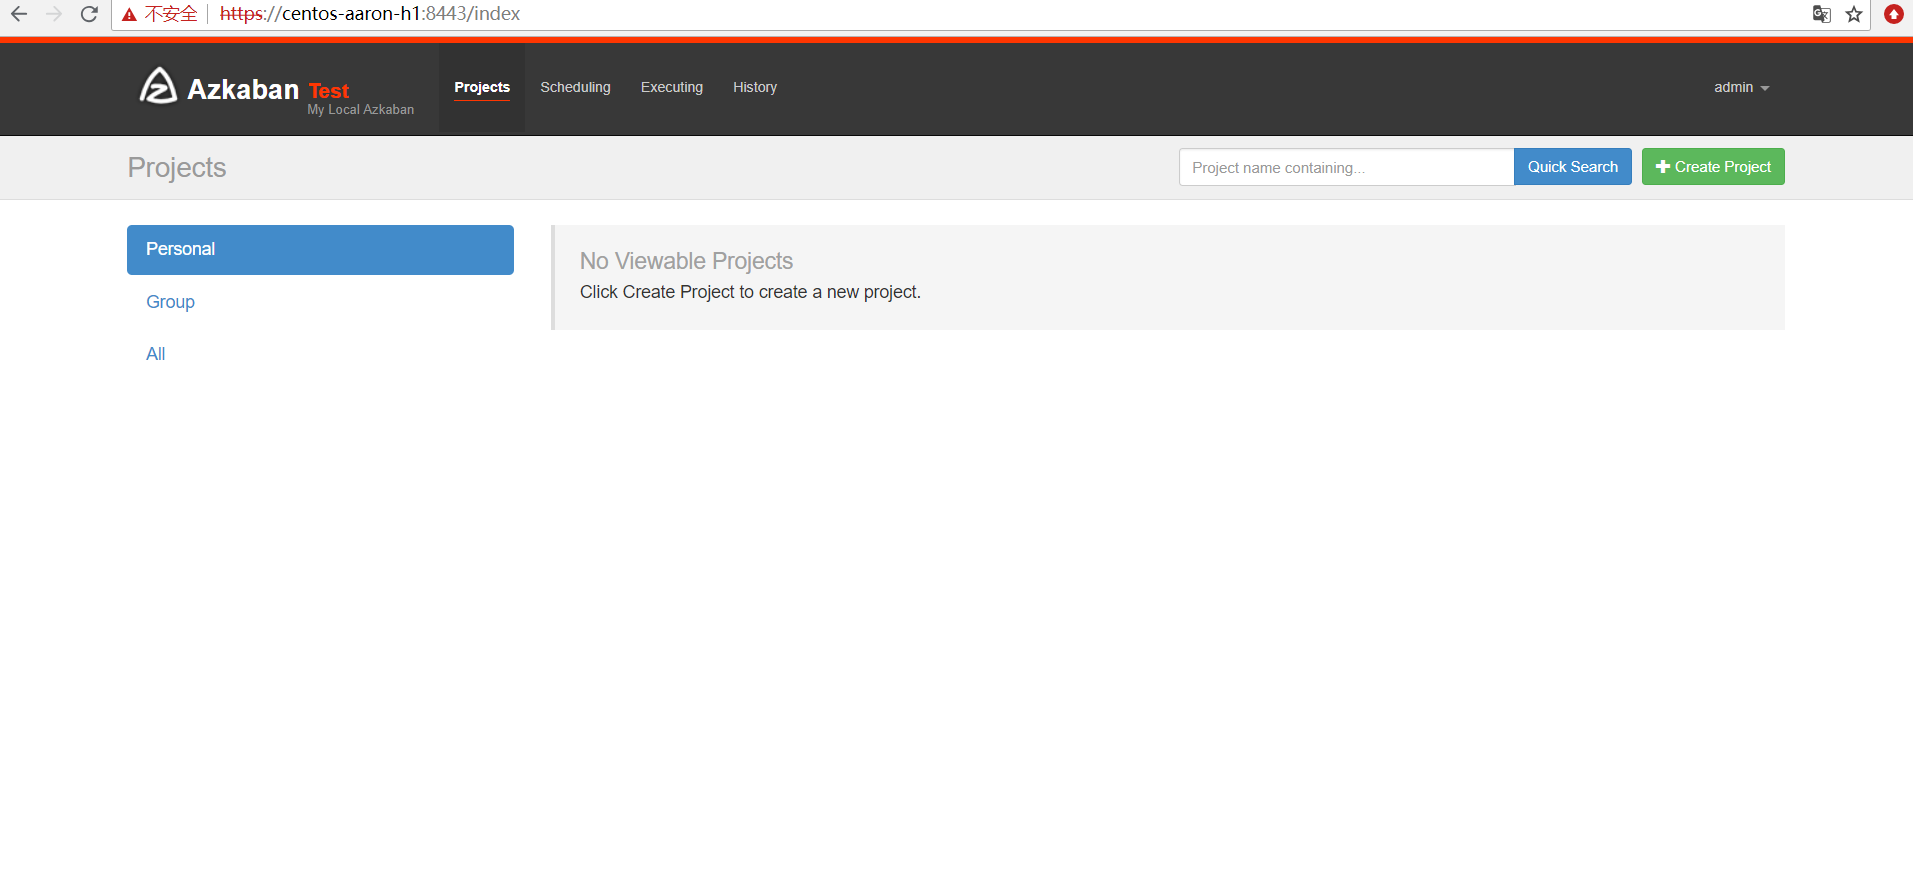 不安全 https://centos-aaron-h1:8443/index
Azkaban Test
My Local Azkaban
Projects Scheduling Executing History
admin
Projects
Project name containing...
Quick Search
Create Project
Personal
Group
All
No Viewable Projects
Click Create Project to create a new project.